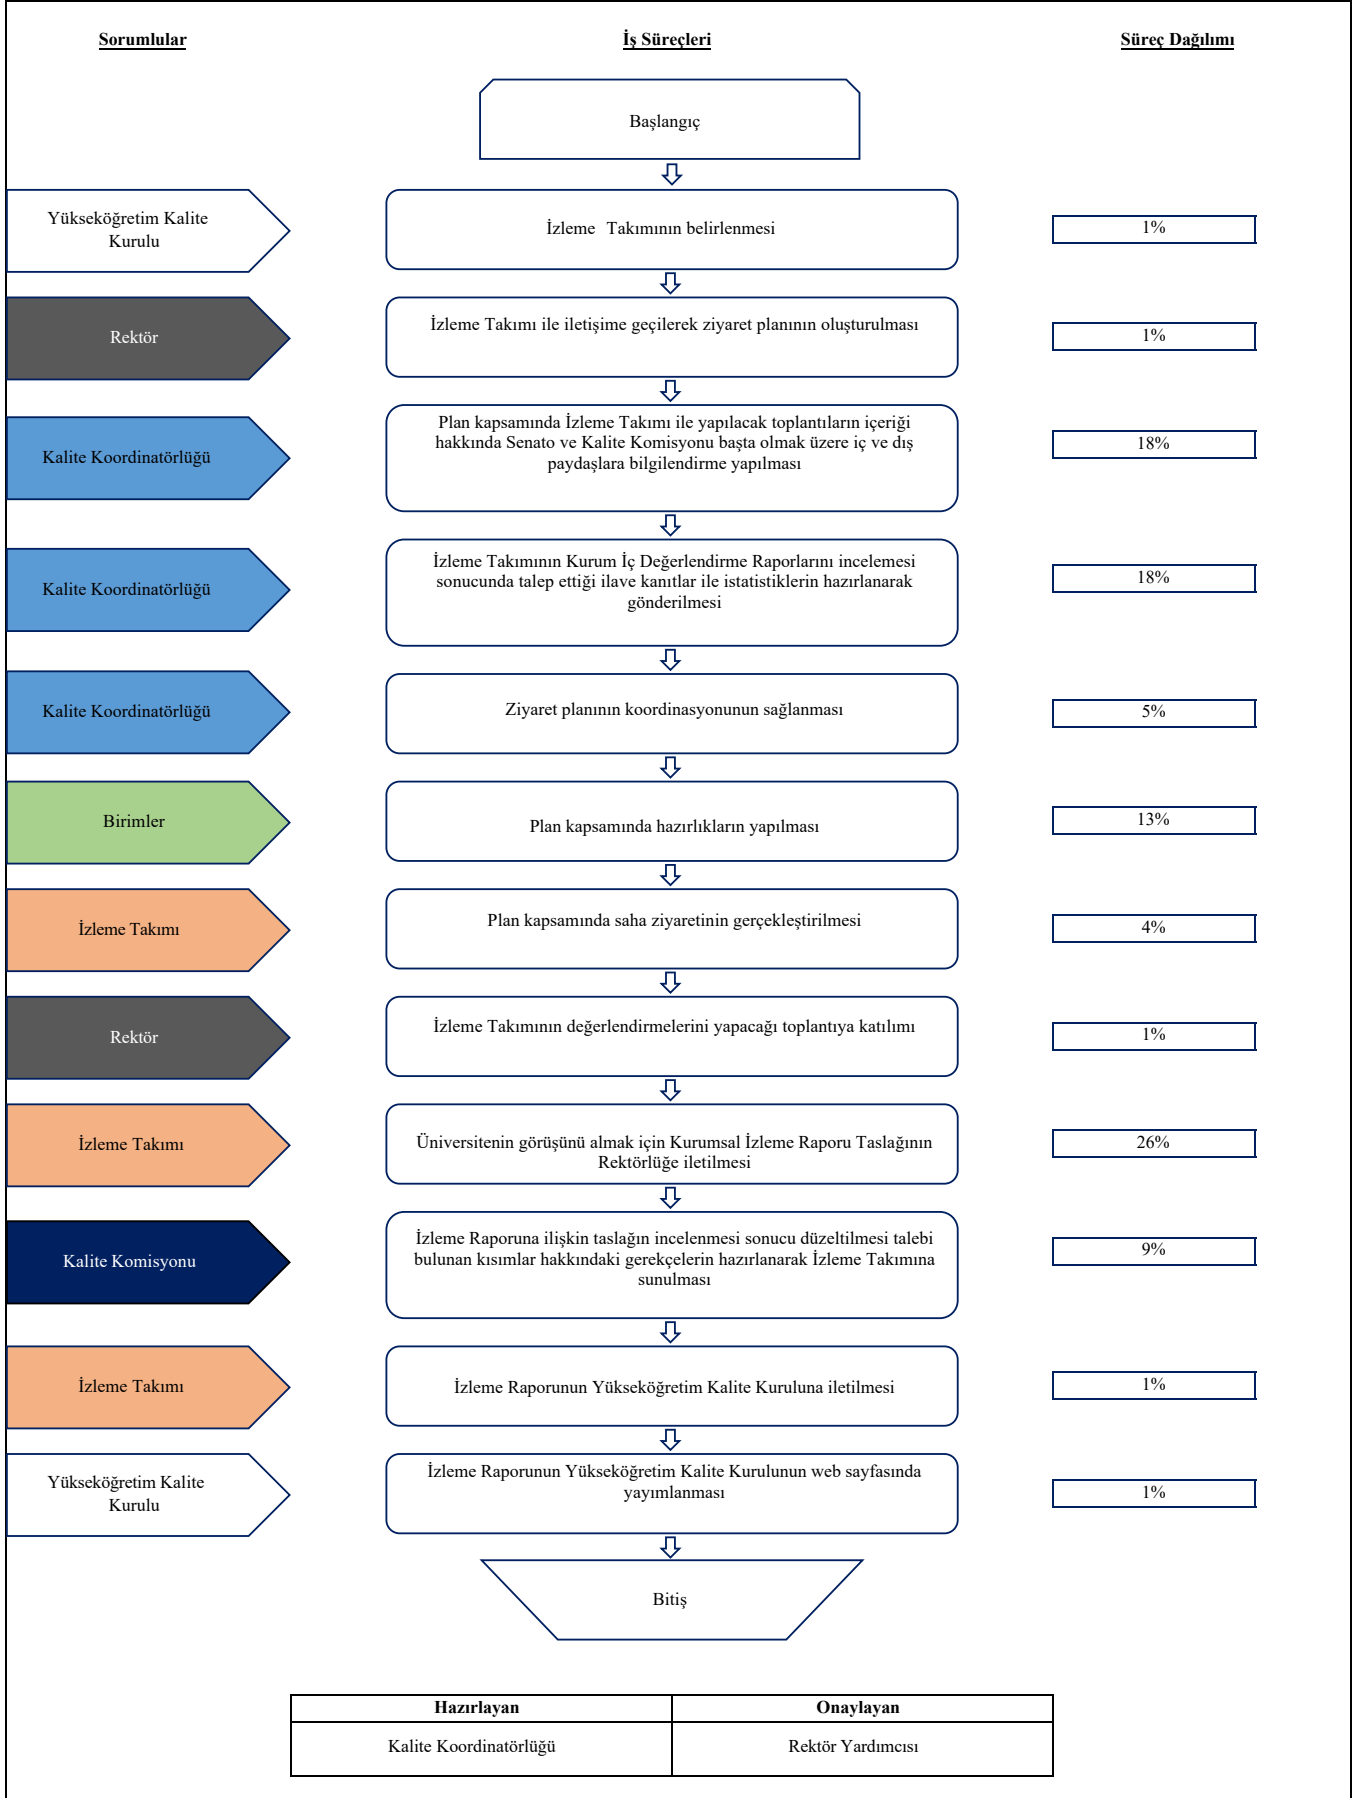 Sorumlular
İş Süreçleri
Süreç Dağılımı
Başlangıç
Yükseköğretim Kalite
Kurulu
İzleme Takımının belirlenmesi
1%
Rektör
İzleme Takımı ile iletişime geçilerek ziyaret planının oluşturulması
1%
Kalite Koordinatörlüğü
Plan kapsamında İzleme Takımı ile yapılacak toplantıların içeriği
hakkında Senato ve Kalite Komisyonu başta olmak üzere iç ve dış
paydaşlara bilgilendirme yapılması
18%
Kalite Koordinatörlüğü
İzleme Takımının Kurum İç Değerlendirme Raporlarını incelemesi
sonucunda talep ettiği ilave kanıtlar ile istatistiklerin hazırlanarak
gönderilmesi
18%
Kalite Koordinatörlüğü
Ziyaret planının koordinasyonunun sağlanması
5%
Birimler
Plan kapsamında hazırlıkların yapılması
13%
İzleme Takımı
Plan kapsamında saha ziyaretinin gerçekleştirilmesi
4%
Rektör
İzleme Takımının değerlendirmelerini yapacağı toplantıya katılımı
1%
İzleme Takımı
Üniversitenin görüşünü almak için Kurumsal İzleme Raporu Taslağının
Rektörlüğe iletilmesi
26%
Kalite Komisyonu
İzleme Raporuna ilişkin taslağın incelenmesi sonucu düzeltilmesi talebi
bulunan kısımlar hakkındaki gerekçelerin hazırlanarak İzleme Takımına
sunulması
9%
İzleme Takımı
İzleme Raporunun Yükseköğretim Kalite Kuruluna iletilmesi
1%
Yükseköğretim Kalite
Kurulu
İzleme Raporunun Yükseköğretim Kalite Kurulunun web sayfasında
yayımlanması
1%
Bitiş
Hazırlayan
Onaylayan
Kalite Koordinatörlüğü
Rektör Yardımcısı